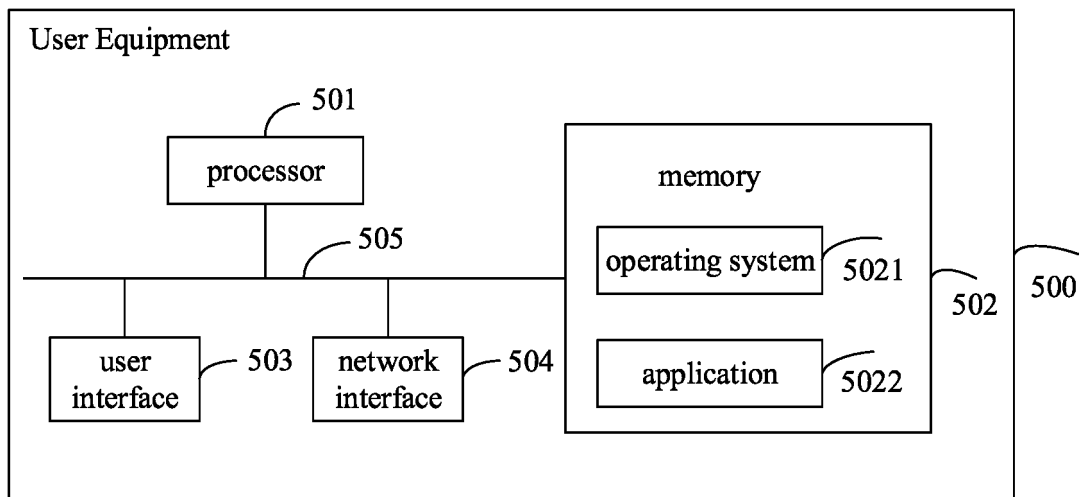 User Equipment
501
processor
memory
505
operating system
5021
502
500
user
interface
503
network
interface
504
application
5022